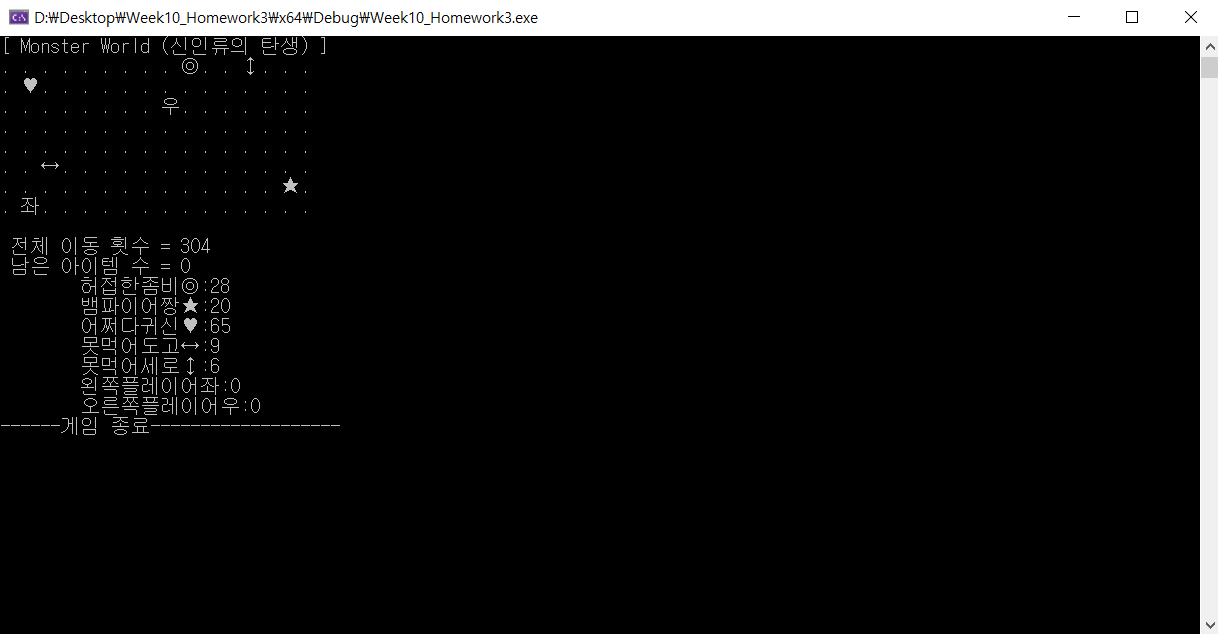 D:\Desktop\Week10_Homework3\x64\Debug\Week10_Homework3.exe
[ Monster World (신인류의 탄생) ]
. . . . . . . . . ◎. . ↕. . .
. ♥. . . . . . . . . . . . . .
. . . . . . . . 우. . . . . . .
. . . . . . . . . . . . . . . .
. . . . . . . . . . . . . . . .
. . ↔. . . . . . . . . . . . .
. . . . . . . . . . . . . . ★.
. 좌. . . . . . . . . . . . . .
전체 이동 횟수 = 304
남은 아이템 수 = 0
허접한좀비◎:28
뱀파이어짱★:20
어쩌다귀신♥:65
못먹어도고↔:9
못먹어세로↕:6
왼쪽플레이어좌:0
오른쪽플레이어우:0
------게임 종료-------------------